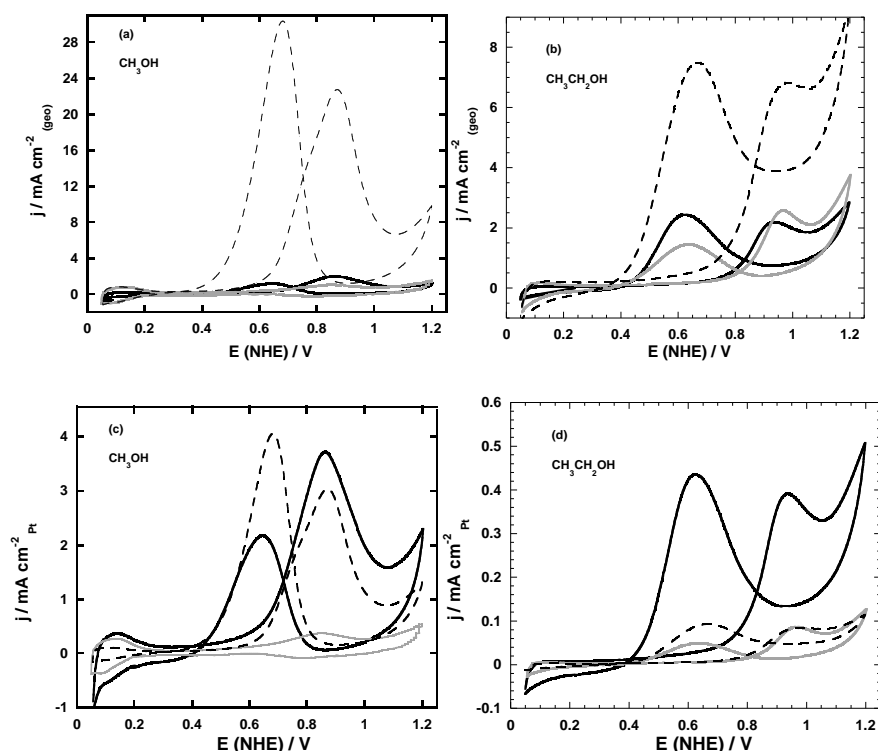 (a)
CH₃OH
j / mA cm⁻² (geo)
28
24
20
16
12
8
4
0
0 0.2 0.4 0.6 0.8 1 1.2
E (NHE) / V
(b)
CH₃CH₂OH
j / mA cm⁻² (geo)
8
6
4
2
0
0 0.2 0.4 0.6 0.8 1 1.2
E (NHE) / V
(c)
CH₃OH
j / mA cm⁻² Pt
4
3
2
1
0
-1
0 0.2 0.4 0.6 0.8 1 1.2
E (NHE) / V
(d)
CH₃CH₂OH
j / mA cm⁻² Pt
0.6
0.5
0.4
0.3
0.2
0.1
0
-0.1
0 0.2 0.4 0.6 0.8 1 1.2
E (NHE) / V